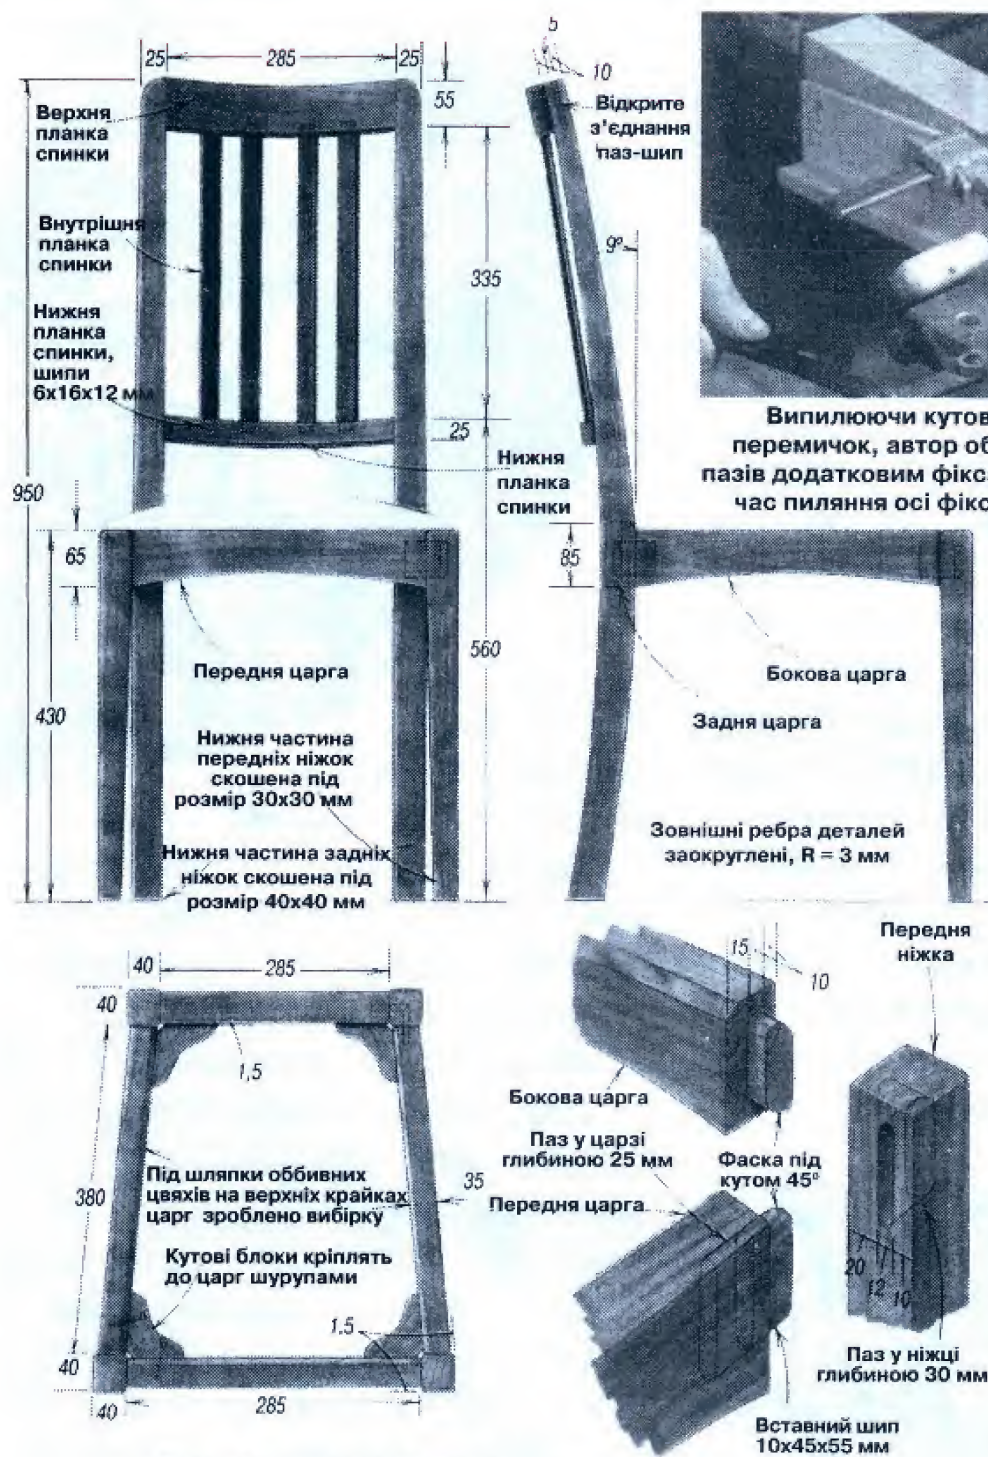 25
285
25
5
10
55
Верхня
планка
спинки
Відкрите
з'єднання
паз-шип
Внутрішня
планка
спинки
9°
335
Нижня
планка
спинки,
шипи
6х16х12 мм
25
Нижня
планка
спинки
Випилюючи кутов
перемичок, автор об
пазів додатковим фікс
час пиляння осі фікс
950
65
85
Передня царга
560
Бокова царга
430
Задня царга
Нижня частина
передніх ніжок
скошена під
розмір 30х30 мм
Зовнішні ребра деталей
заокруглені, R = 3 мм
Нижня частина задніх
ніжок скошена під
розмір 40х40 мм
40
285
40
1,5
380
35
Під шляпки оббивних
цвяхів на верхніх крайках
царг зроблено вибірку
Кутові блоки кріплять
до царг шурупами
1,5
40
40
285
15
10
Передня
ніжка
Бокова царга
Паз у царзі
глибиною 25 мм
Фаска під
кутом 45°
Передня царга
20
12
10
Паз у ніжці
глибиною 30 мм
Вставний шип
10х45х55 мм